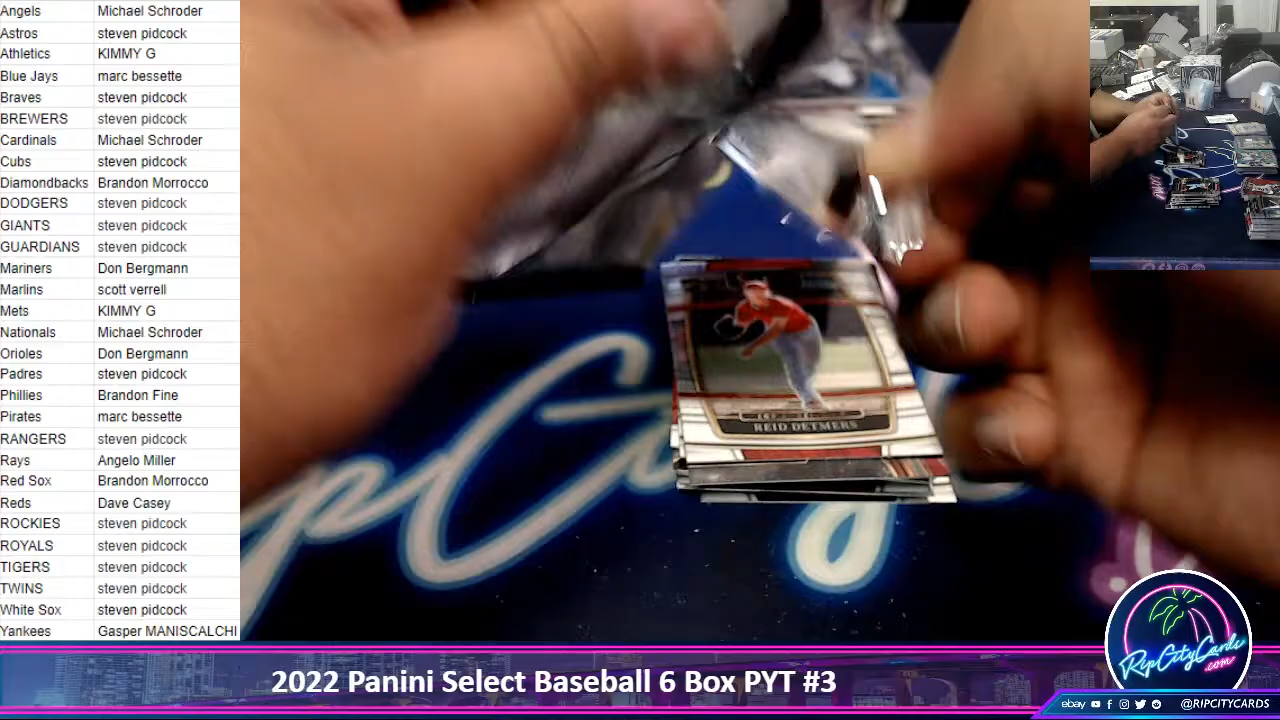 Angels Michael Schroder
Astros steven pidcock
Athletics KIMMY G
Blue Jays marc bessette
Braves steven pidcock
BREWERS steven pidcock
Cardinals Michael Schroder
Cubs steven pidcock
Diamondbacks Brandon Morrocco
DODGERS steven pidcock
GIANTS steven pidcock
GUARDIANS steven pidcock
Mariners Don Bergmann
Marlins scott verrell
Mets KIMMY G
Nationals Michael Schroder
Orioles Don Bergmann
Padres steven pidcock
Phillies Brandon Fine
Pirates marc bessette
RANGERS steven pidcock
Rays Angelo Miller
Red Sox Brandon Morrocco
Reds Dave Casey
ROCKIES steven pidcock
ROYALS steven pidcock
TIGERS steven pidcock
TWINS steven pidcock
White Sox steven pidcock
Yankees Gasper MANISCALCHI
REID DETMERS
2022 Panini Select Baseball 6 Box PYT #3
RipCityCards
.com
ebay @RIPCITYCARDS